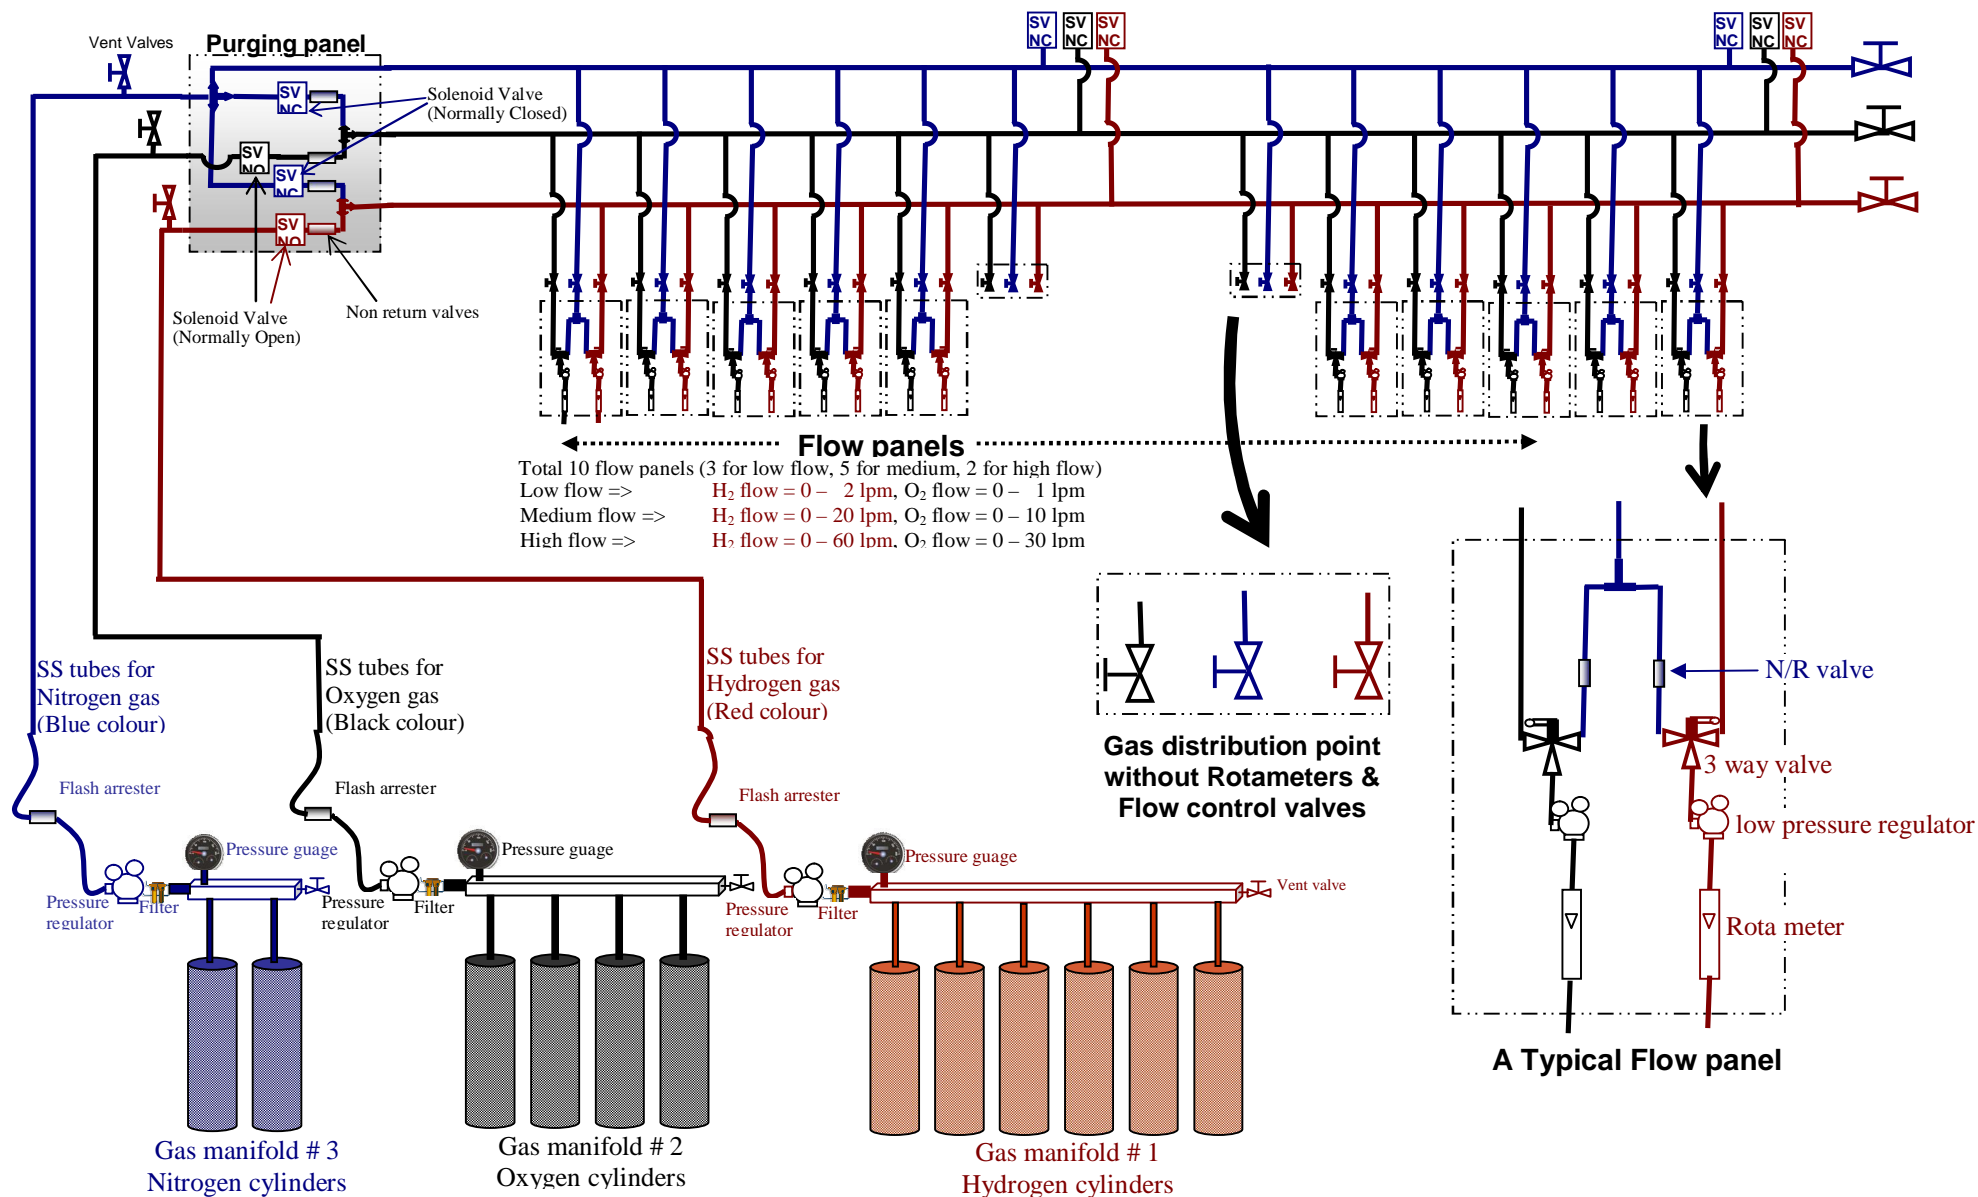 Vent Valves
Purging panel
SV
NC
SV
NC
SV
NC
SV
NC
SV
NC
SV
NC
SV
NC
Solenoid Valve
(Normally Closed)
SV
NO
SV
NC
SV
NO
Solenoid Valve
(Normally Open)
Non return valves
Flow panels
Total 10 flow panels (3 for low flow, 5 for medium, 2 for high flow)
Low flow => H2 flow = 0 – 2 lpm, O2 flow = 0 – 1 lpm
Medium flow => H2 flow = 0 – 20 lpm, O2 flow = 0 – 10 lpm
High flow => H2 flow = 0 – 60 lpm, O2 flow = 0 – 30 lpm
SS tubes for
Nitrogen gas
(Blue colour)
SS tubes for
Oxygen gas
(Black colour)
SS tubes for
Hydrogen gas
(Red colour)
Gas distribution point
without Rotameters &
Flow control valves
N/R valve
3 way valve
low pressure regulator
Rota meter
A Typical Flow panel
Flash arrester
Flash arrester
Flash arrester
Pressure guage
Pressure guage
Pressure guage
Pressure
regulator
Filter
Pressure
regulator
Filter
Pressure
regulator
Filter
Vent valve
Gas manifold # 3
Nitrogen cylinders
Gas manifold # 2
Oxygen cylinders
Gas manifold # 1
Hydrogen cylinders